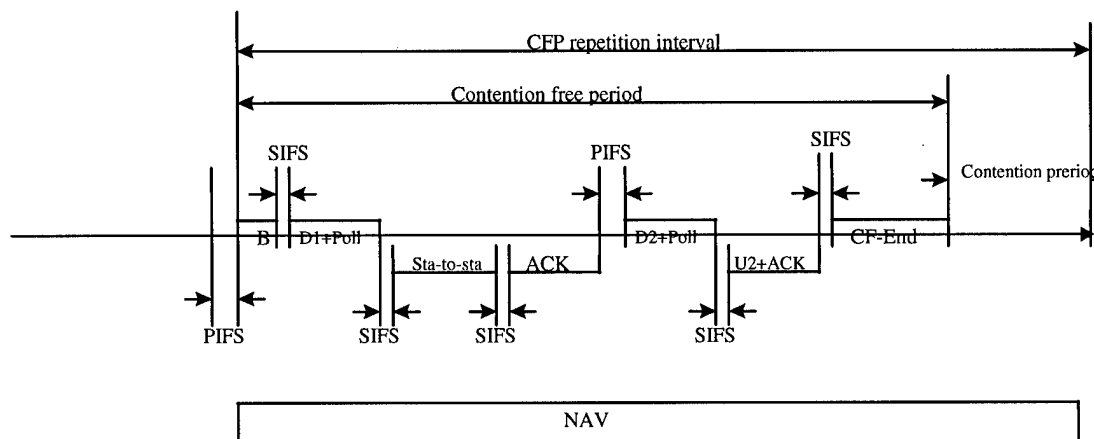 CFP repetition interval
Contention free period
SIFS
PIFS
SIFS
Contention preriod
B
D1+Poll
D2+Poll
CF-End
Sta-to-sta
ACK
U2+ACK
PIFS
SIFS
SIFS
SIFS
NAV